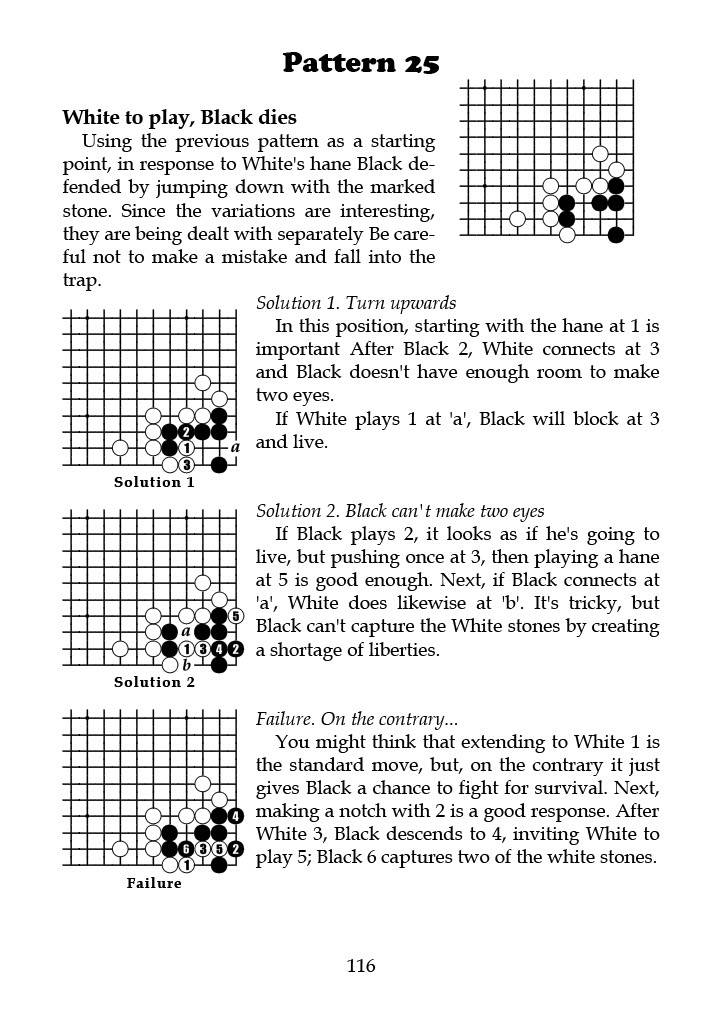 Pattern 25
White to play, Black dies
Using the previous pattern as a starting
point, in response to White's hane Black de-
fended by jumping down with the marked
stone. Since the variations are interesting,
they are being dealt with separately Be care-
ful not to make a mistake and fall into the
trap.
Solution 1. Turn upwards
In this position, starting with the hane at 1 is
important After Black 2, White connects at 3
and Black doesn't have enough room to make
two eyes.
If White plays 1 at 'a', Black will block at 3
and live.
2
1 a
3
Solution 1
Solution 2. Black can't make two eyes
If Black plays 2, it looks as if he's going to
live, but pushing once at 3, then playing a hane
at 5 is good enough. Next, if Black connects at
'a', White does likewise at 'b'. It's tricky, but
Black can't capture the White stones by creating
a shortage of liberties.
5
a
1 3 4 2
b
Solution 2
Failure. On the contrary...
You might think that extending to White 1 is
the standard move, but, on the contrary it just
gives Black a chance to fight for survival. Next,
making a notch with 2 is a good response. After
White 3, Black descends to 4, inviting White to
play 5; Black 6 captures two of the white stones.
4
6 3 5 2
1
Failure
116